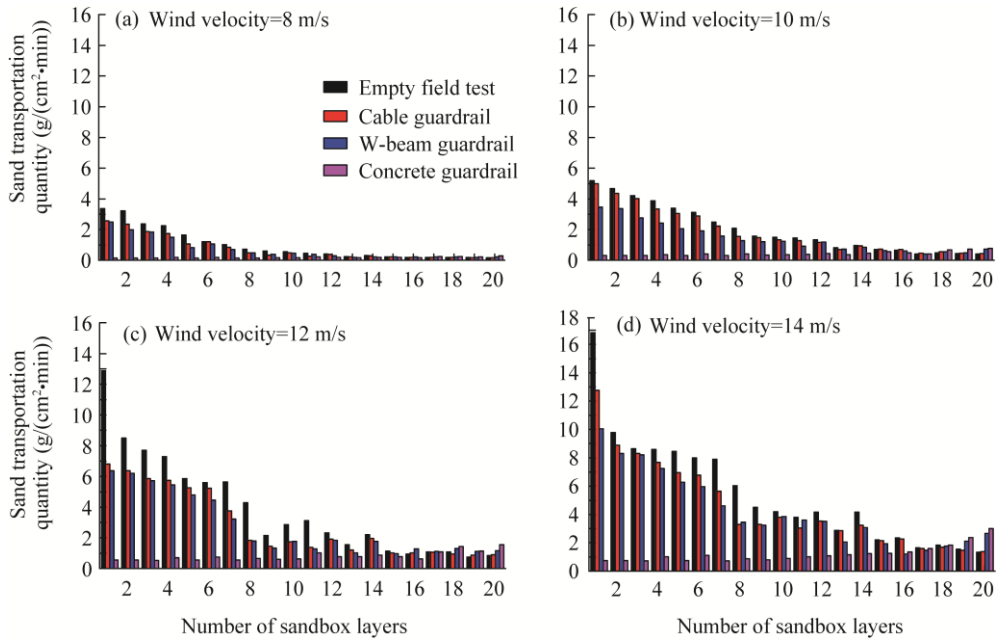 (a) Wind velocity=8 m/s
16
14
12
10
8
6
4
2
0
2 4 6 8 10 12 14 16 18 20
Sand transportation
quantity (g/(cm²•min))
Empty field test
Cable guardrail
W-beam guardrail
Concrete guardrail
(b) Wind velocity=10 m/s
16
14
12
10
8
6
4
2
0
2 4 6 8 10 12 14 16 18 20
(c) Wind velocity=12 m/s
16
14
12
10
8
6
4
2
0
2 4 6 8 10 12 14 16 18 20
Sand transportation
quantity (g/(cm²•min))
Number of sandbox layers
(d) Wind velocity=14 m/s
18
16
14
12
10
8
6
4
2
0
2 4 6 8 10 12 14 16 18 20
Number of sandbox layers